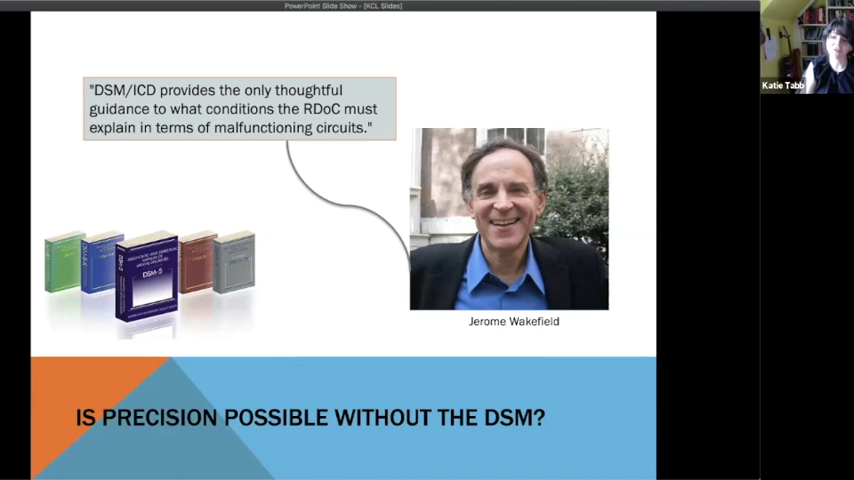 PowerPoint Slide Show - [KCL Slides]
"DSM/ICD provides the only thoughtful
guidance to what conditions the RDoC must
explain in terms of malfunctioning circuits."
Katie Tabb
DSM-5
Jerome Wakefield
IS PRECISION POSSIBLE WITHOUT THE DSM?